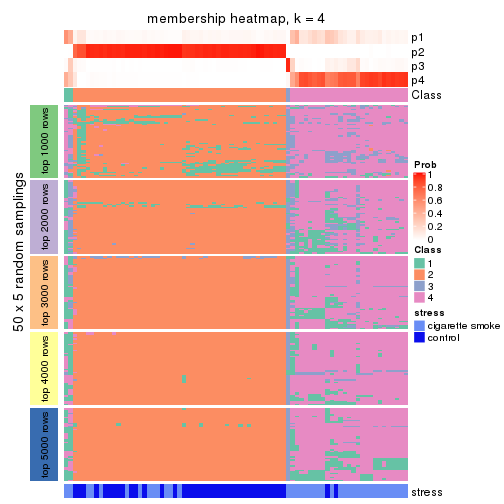 membership heatmap, k = 4
p1
p2
p3
p4
Class
50 x 5 random samplings
top 1000 rows
top 2000 rows
top 3000 rows
top 4000 rows
top 5000 rows
stress
Prob
1
0.8
0.6
0.4
0.2
0
Class
1
2
3
4
stress
cigarette smoke
control